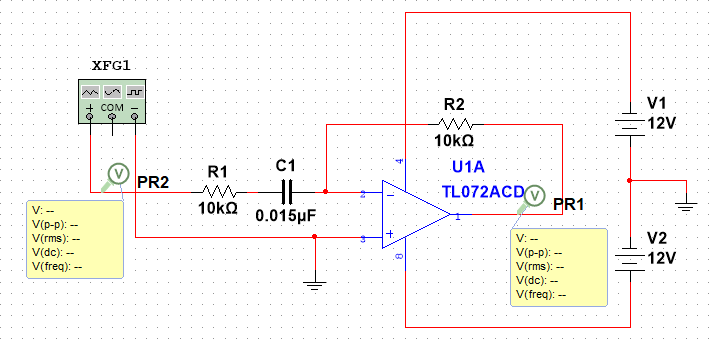 XFG1
+ COM −
PR2
V: --
V(p-p): --
V(rms): --
V(dc): --
V(freq): --
R1
10kΩ
C1
0.015µF
R2
10kΩ
U1A
TL072ACD
2
3
4
8
1
PR1
V: --
V(p-p): --
V(rms): --
V(dc): --
V(freq): --
V1
12V
V2
12V